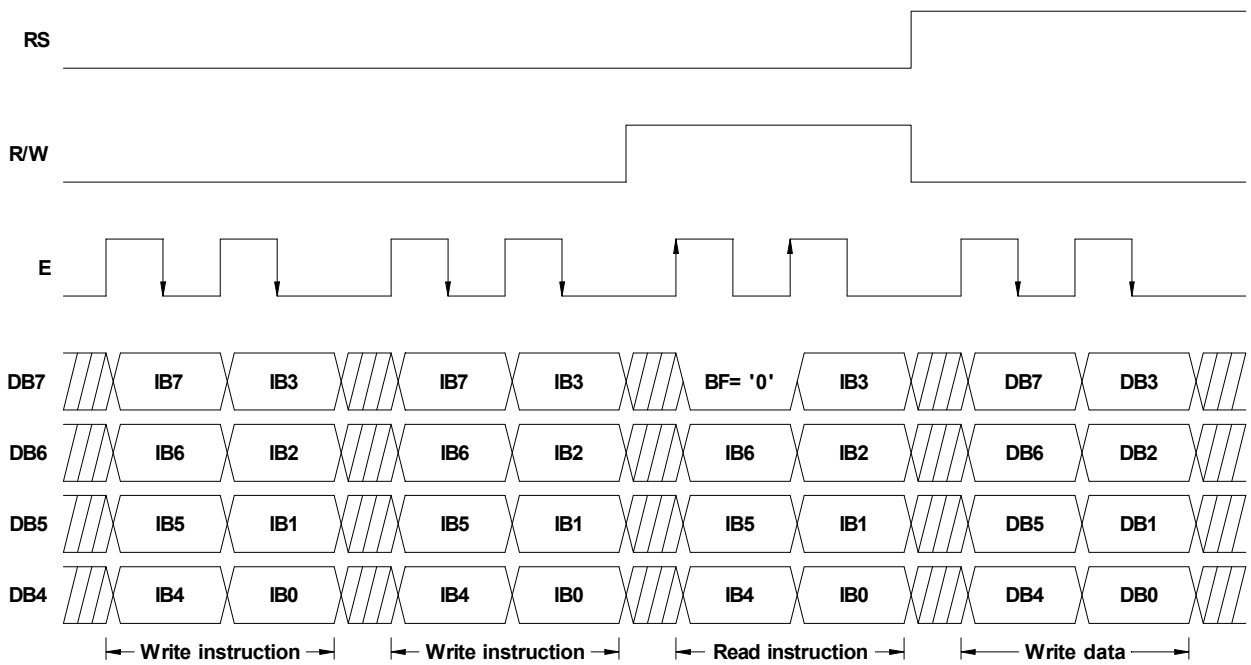 RS
R/W
E
DB7 IB7 IB3 IB7 IB3 BF= '0' IB3 DB7 DB3
DB6 IB6 IB2 IB6 IB2 IB6 IB2 DB6 DB2
DB5 IB5 IB1 IB5 IB1 IB5 IB1 DB5 DB1
DB4 IB4 IB0 IB4 IB0 IB4 IB0 DB4 DB0
Write instruction Write instruction Read instruction Write data